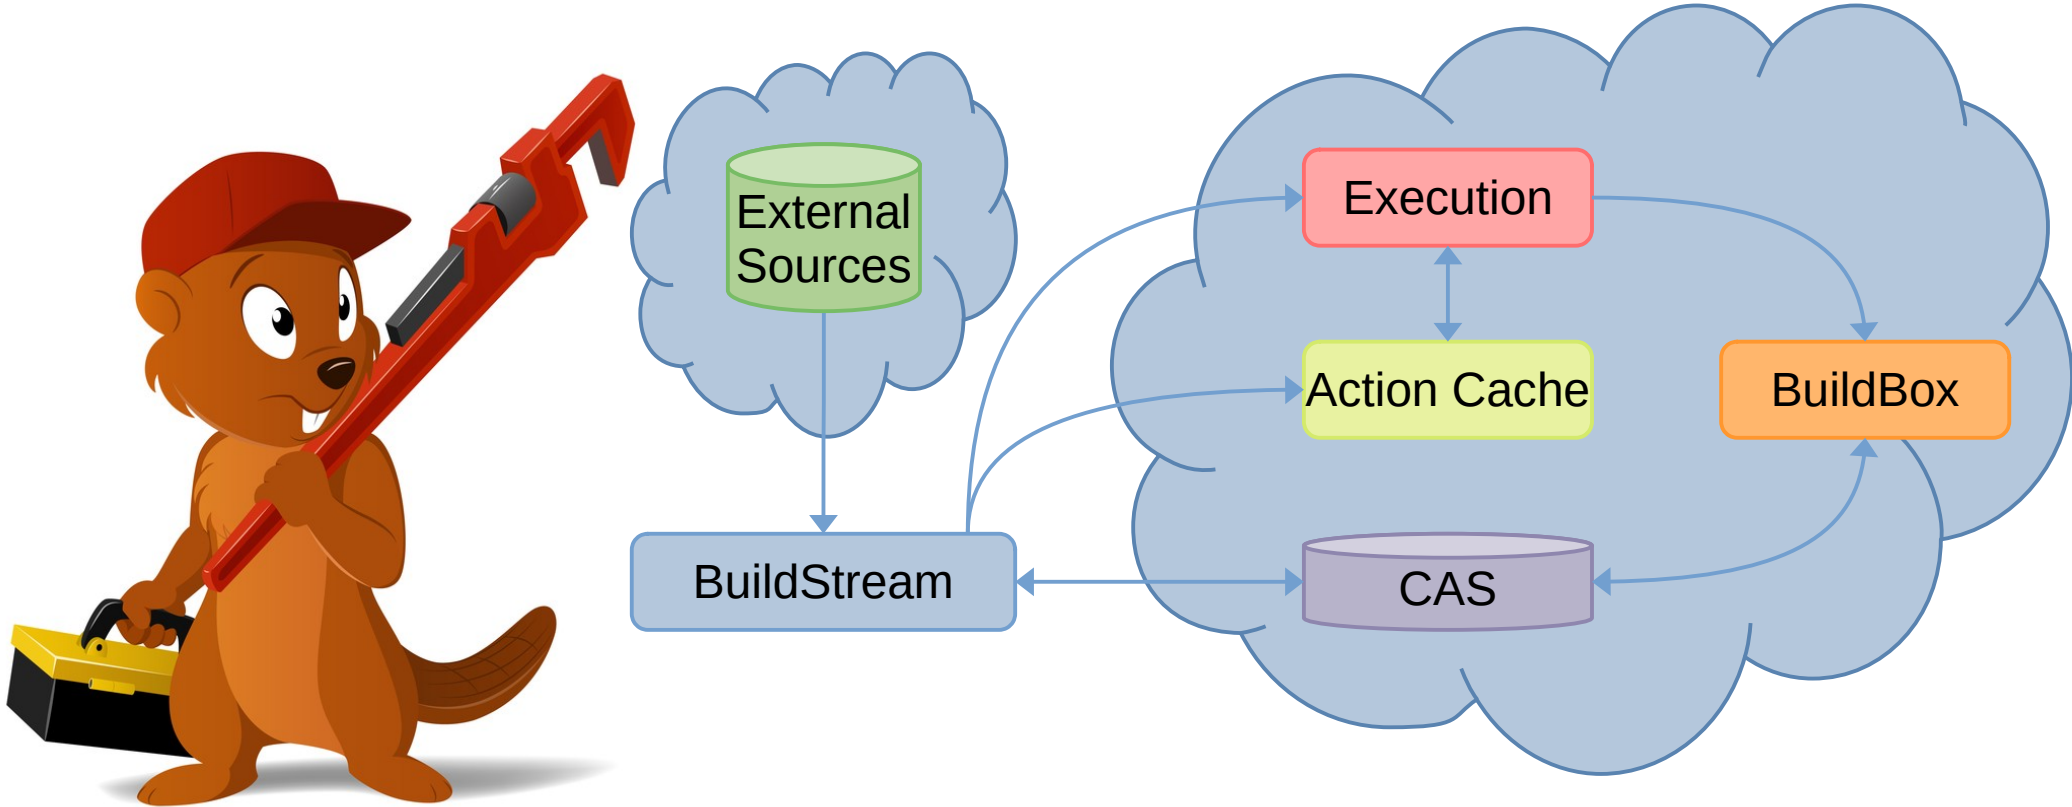 External
Sources
Execution
Action Cache
BuildBox
BuildStream
CAS